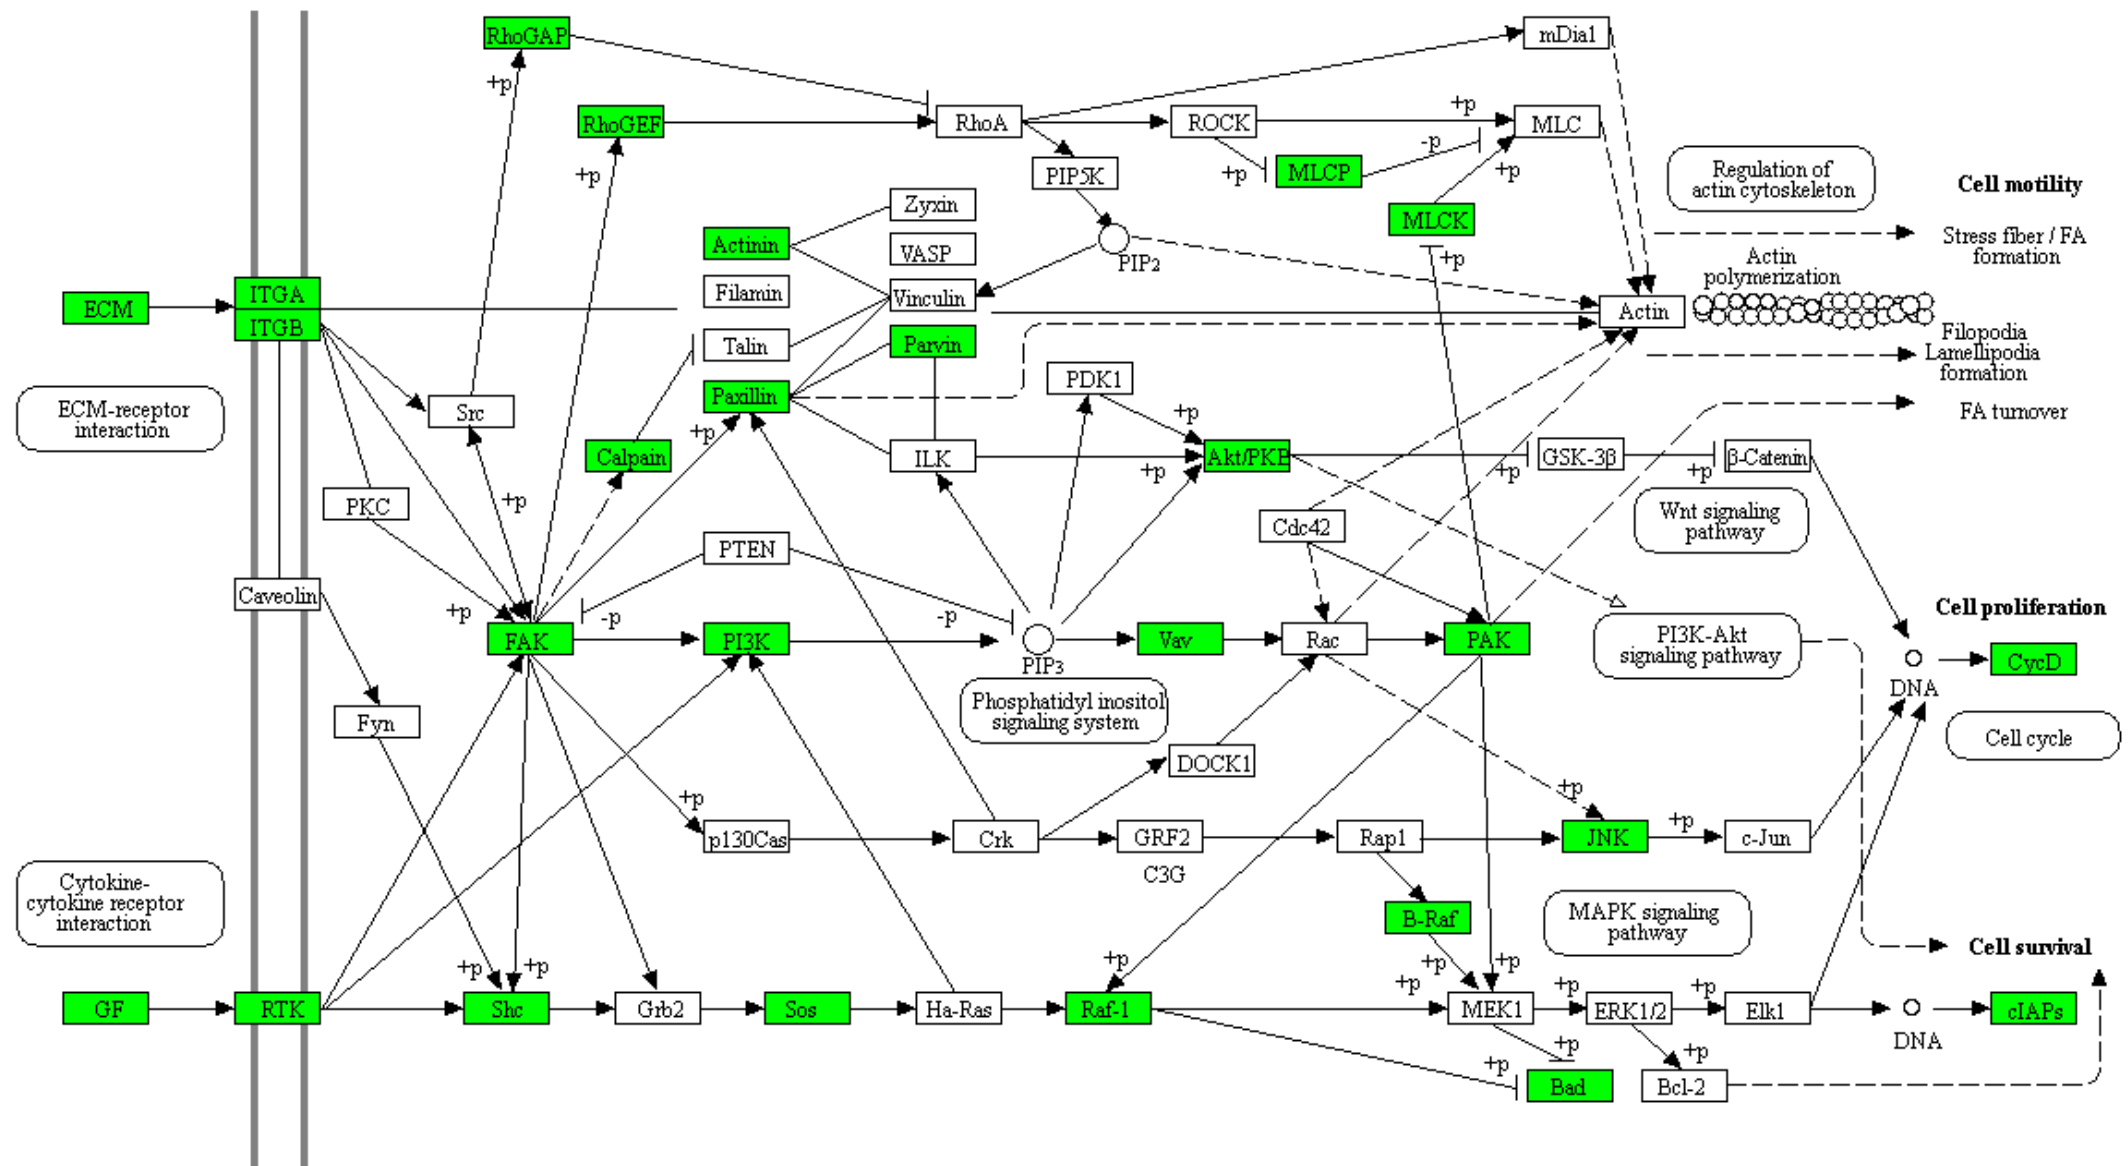 RhoGAP
mDia1
+p
RhoGEF
RhoA
ROCK
+p
MLC
+p
PIP5K
+p
MLCP
-p
+p
Regulation of
actin cytoskeleton
Cell motility
Zyxin
MLCK
Actinin
VASP
PIP2
+p
Stress fiber / FA
formation
Actin
polymerization
ECM
ITGA
ITGB
Filamin
Vinculin
Actin
Talin
Parvin
Filopodia
Lamellipodia
formation
ECM-receptor
interaction
Src
Paxillin
PDK1
+p
FA turnover
+p
Calpain
ILK
+p
Akt/PKB
GSK-3β
+p
β-Catenin
+p
PKC
+p
Cdc42
Wnt signaling
pathway
PTEN
Caveolin
+p
FAK
-p
PI3K
-p
PIP3
Vav
Rac
PAK
PI3K-Akt
signaling pathway
Cell proliferation
CycD
DNA
Fyn
Phosphatidyl inositol
signaling system
Cell cycle
DOCK1
+p
+p
p130Cas
Crk
GRF2
C3G
Rap1
JNK
+p
c-Jun
Cytokine-
cytokine receptor
interaction
B-Raf
MAPK signaling
pathway
Cell survival
+p
+p
+p
+p
+p
GF
RTK
Shc
Grb2
Sos
Ha-Ras
Raf-1
+p
MEK1
+p
ERK1/2
+p
Elk1
DNA
cIAPs
+p
+p
+p
Bad
Bcl-2